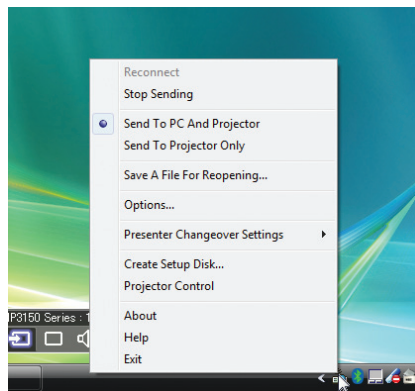 Reconnect
Stop Sending
Send To PC And Projector
Send To Projector Only
Save A File For Reopening...
Options...
Presenter Changeover Settings
Create Setup Disk...
Projector Control
About
Help
Exit
IP3150 Series : 1